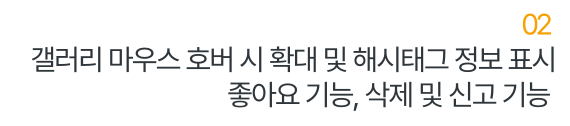 02
갤러리 마우스 호버 시 확대 및 해시태그 정보 표시
좋아요 기능, 삭제 및 신고 기능